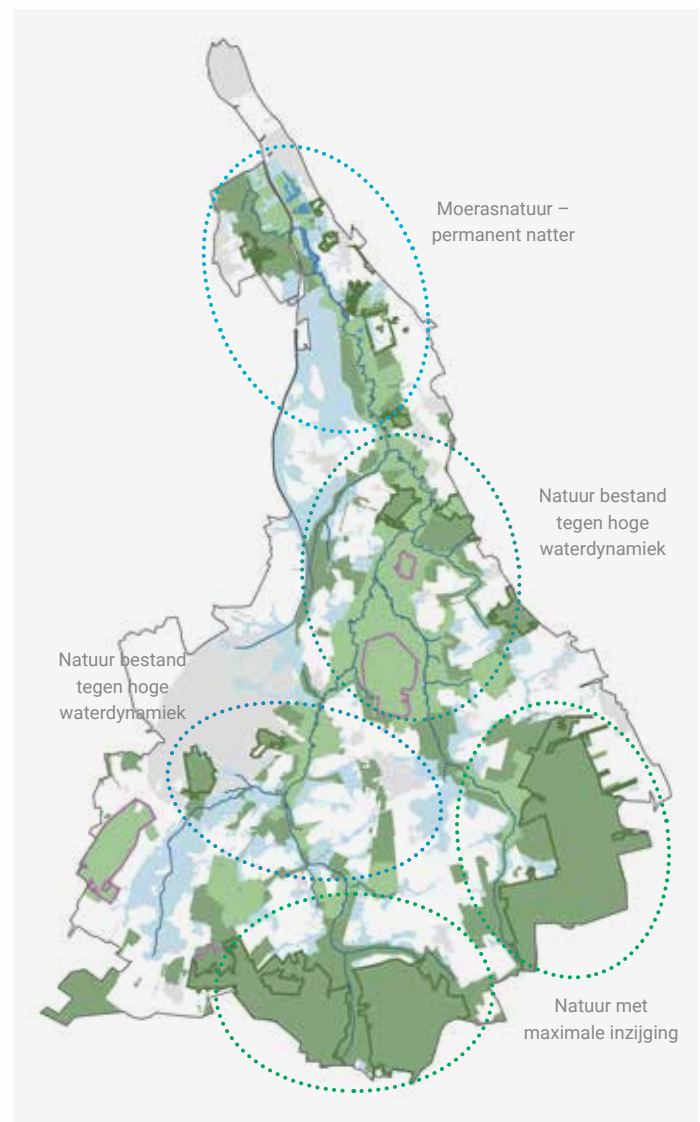 Moerasnatuur –
permanent natter
Natuur bestand
tegen hoge
waterdynamiek
Natuur bestand
tegen hoge
waterdynamiek
Natuur met
maximale inzijging